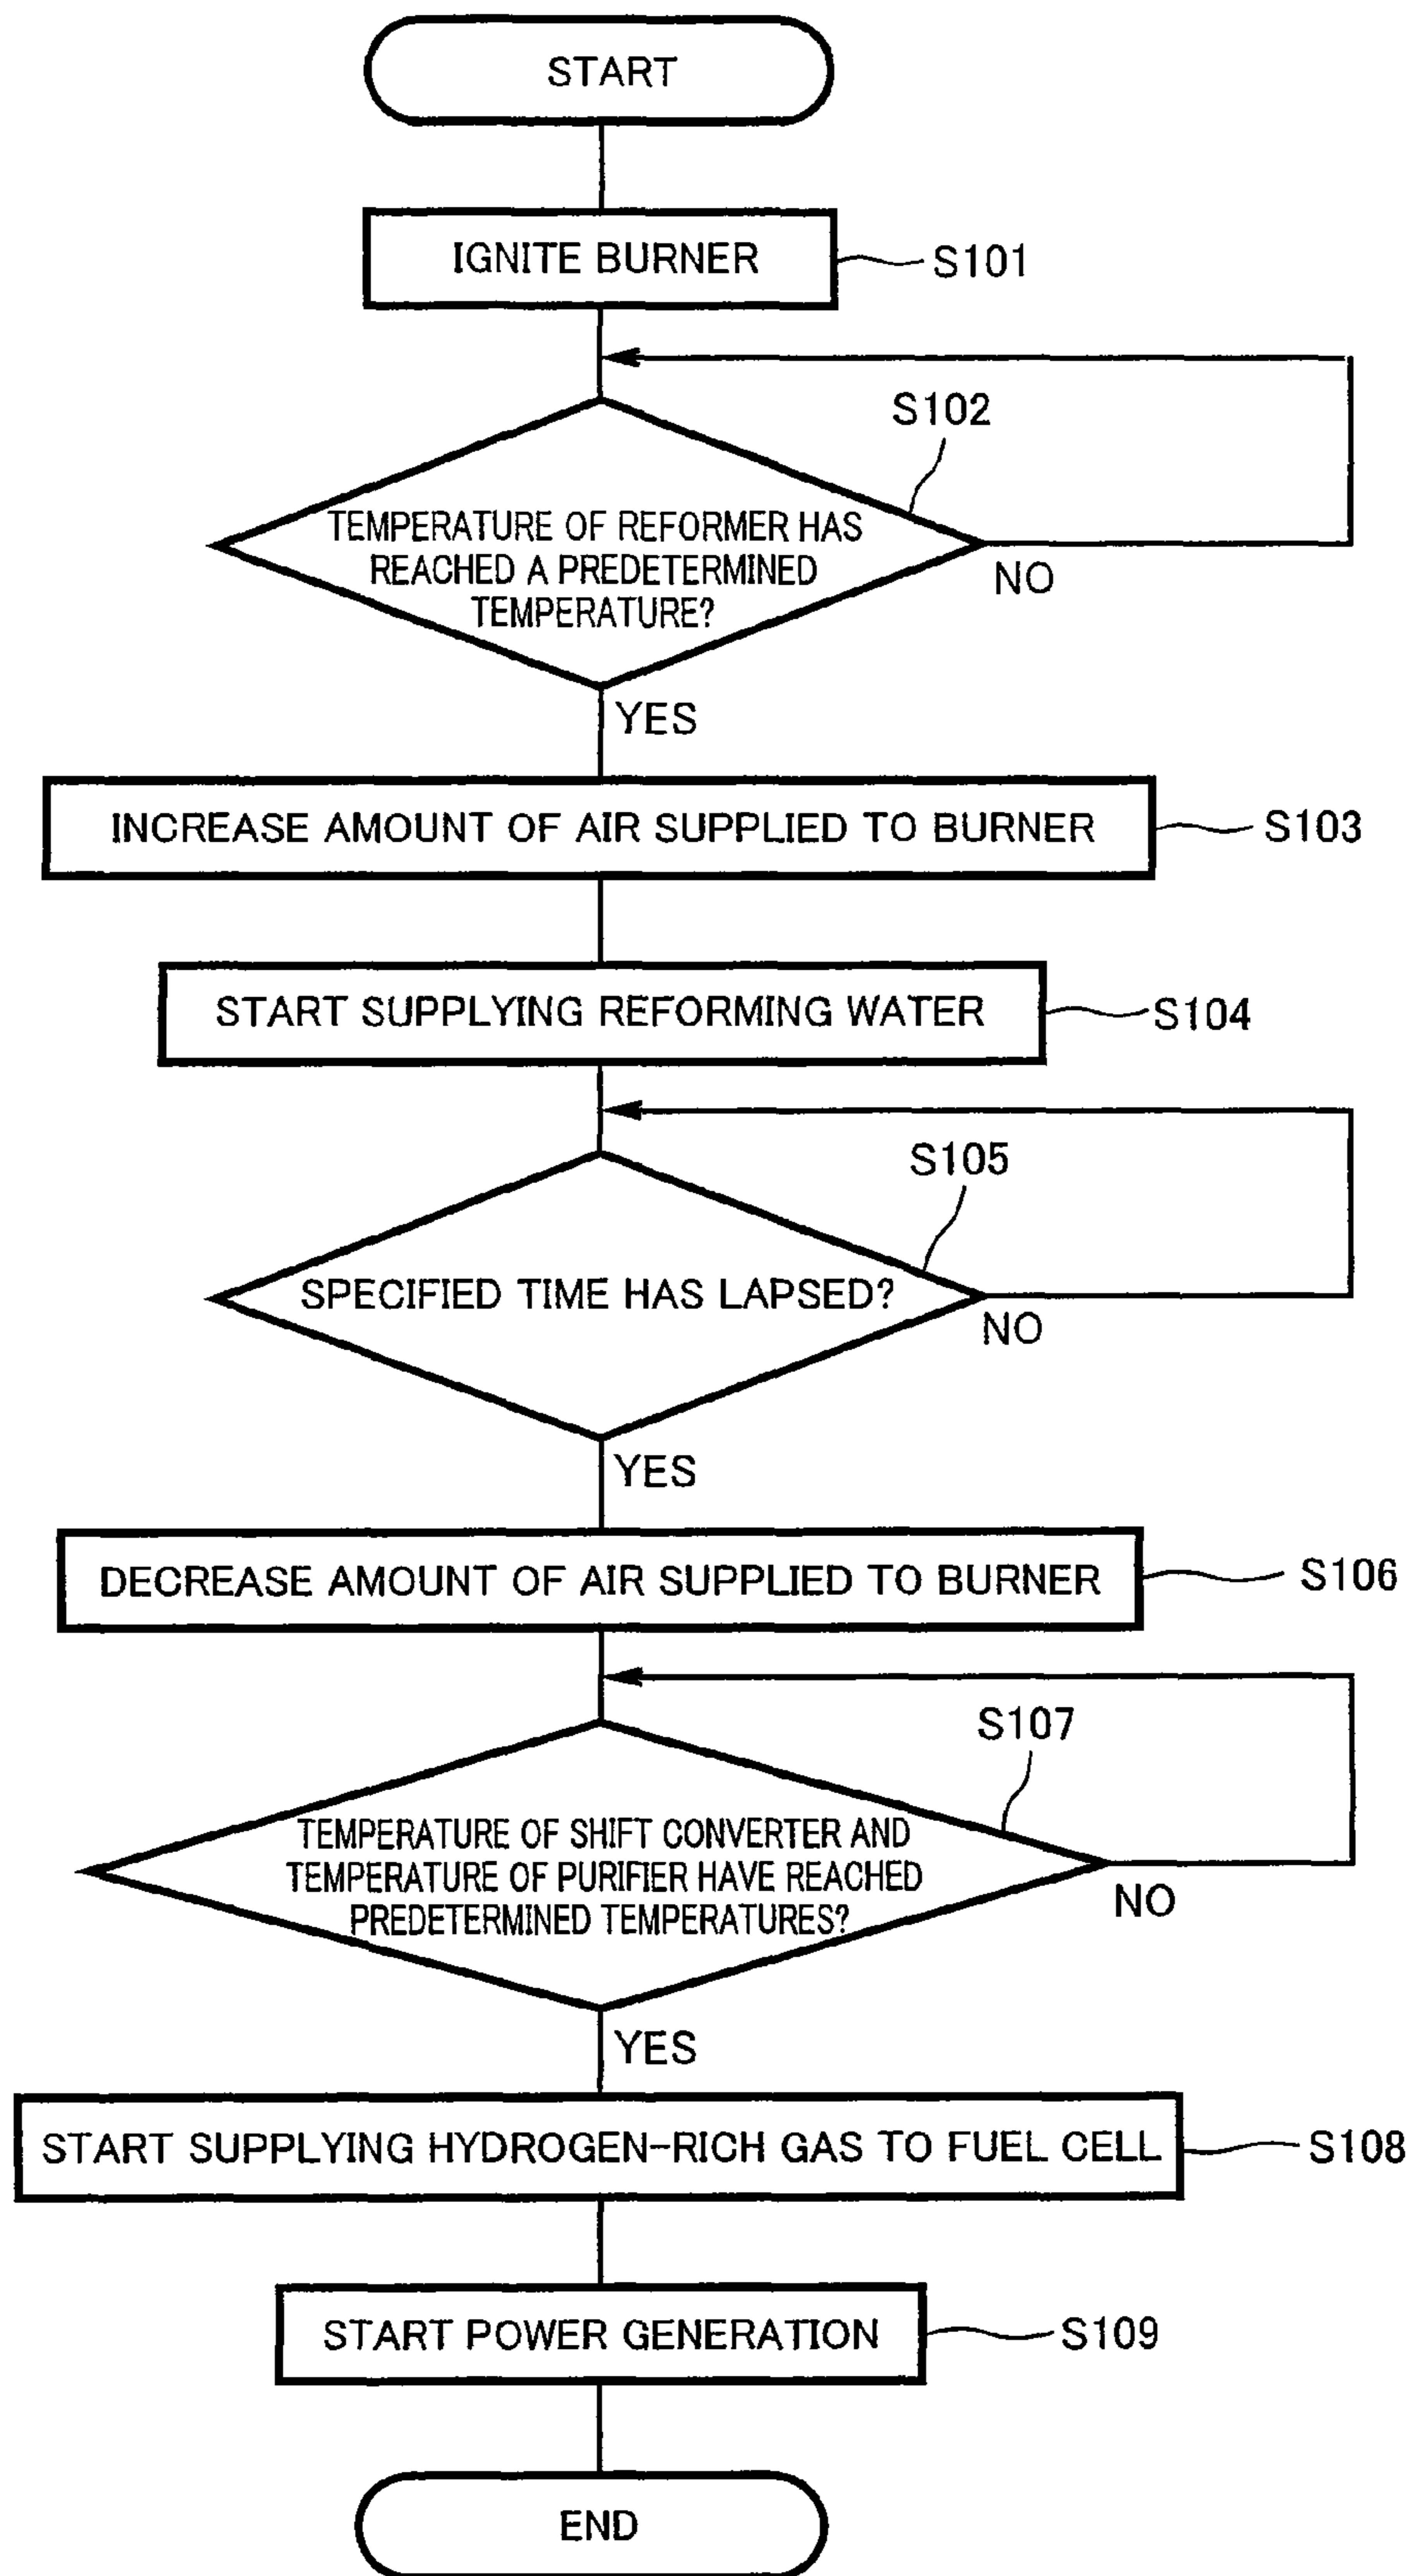 START
IGNITE BURNER
S101
S102
TEMPERATURE OF REFORMER HAS
REACHED A PREDETERMINED
TEMPERATURE?
NO
YES
INCREASE AMOUNT OF AIR SUPPLIED TO BURNER
S103
START SUPPLYING REFORMING WATER
S104
S105
SPECIFIED TIME HAS LAPSED?
NO
YES
DECREASE AMOUNT OF AIR SUPPLIED TO BURNER
S106
S107
TEMPERATURE OF SHIFT CONVERTER AND
TEMPERATURE OF PURIFIER HAVE REACHED
PREDETERMINED TEMPERATURES?
NO
YES
START SUPPLYING HYDROGEN-RICH GAS TO FUEL CELL
S108
START POWER GENERATION
S109
END